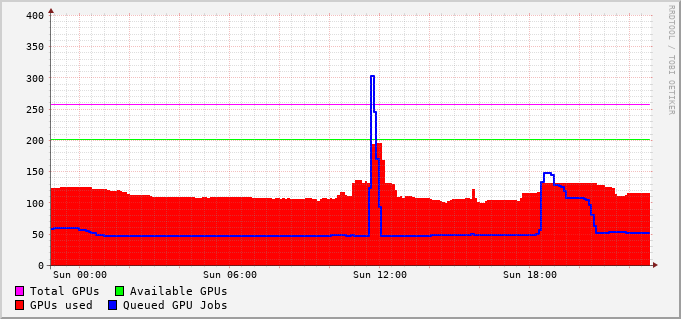 400
350
300
250
200
150
100
50
0
Sun 00:00 Sun 06:00 Sun 12:00 Sun 18:00
Total GPUs Available GPUs
GPUs used Queued GPU Jobs
RRDTOOL / TOBI OETIKER